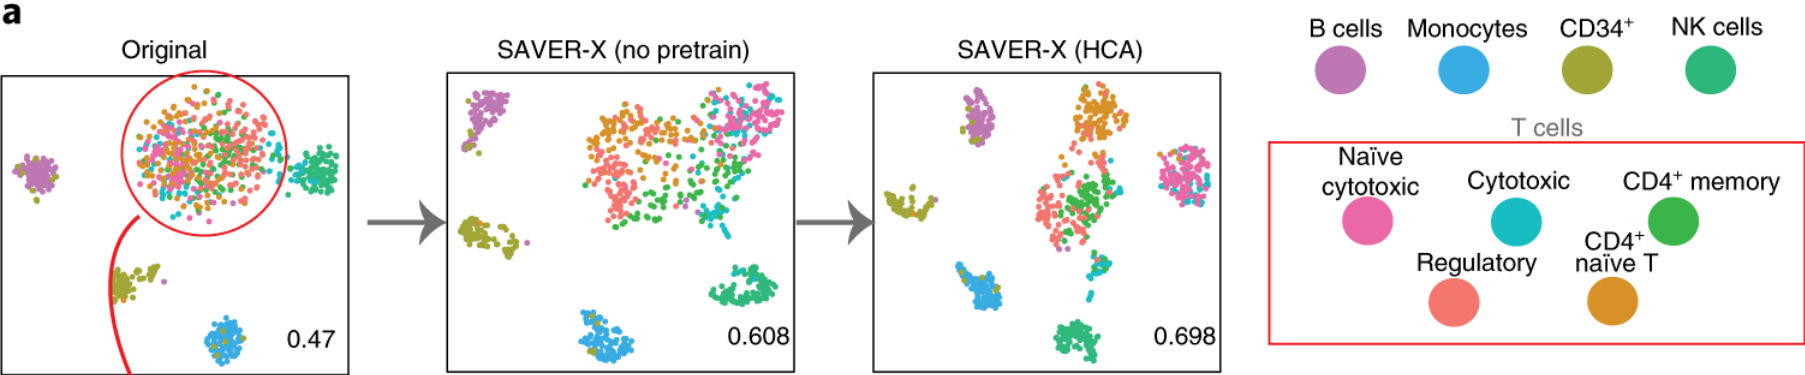 a
Original
SAVER-X (no pretrain)
SAVER-X (HCA)
B cells
Monocytes
CD34⁺
NK cells
T cells
Naïve
cytotoxic
Cytotoxic
CD4⁺ memory
Regulatory
CD4⁺
naïve T
0.47
0.608
0.698